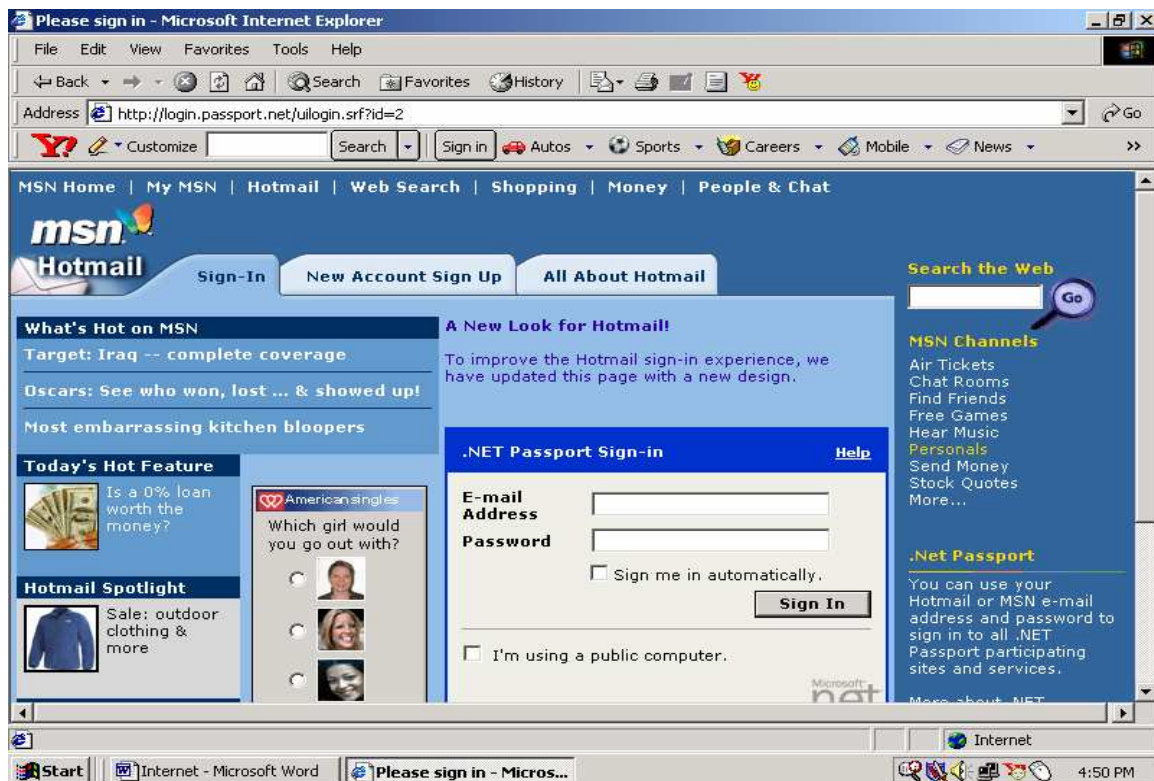 Please sign in - Microsoft Internet Explorer
File Edit View Favorites Tools Help
Back Search Favorites History
Address http://login.passport.net/uilogin.srf?id=2 Go
Y? Customize Search Sign in Autos Sports Careers Mobile News >>
MSN Home | My MSN | Hotmail | Web Search | Shopping | Money | People & Chat
msn
Hotmail
Sign-In New Account Sign Up All About Hotmail
What's Hot on MSN
Target: Iraq -- complete coverage
Oscars: See who won, lost ... & showed up!
Most embarrassing kitchen bloopers
Today's Hot Feature
Is a 0% loan
worth the
money?
Hotmail Spotlight
Sale: outdoor
clothing &
more
Americansingles
Which girl would
you go out with?
A New Look for Hotmail!
To improve the Hotmail sign-in experience, we
have updated this page with a new design.
.NET Passport Sign-in Help
E-mail
Address
Password
Sign me in automatically.
Sign In
I'm using a public computer.
Microsoft
net
Search the Web
Go
MSN Channels
Air Tickets
Chat Rooms
Find Friends
Free Games
Hear Music
Personals
Send Money
Stock Quotes
More...
.Net Passport
You can use your
Hotmail or MSN e-mail
address and password to
sign in to all .NET
Passport participating
sites and services.
More about .NET
Internet
Start Internet - Microsoft Word Please sign in - Micros... 4:50 PM